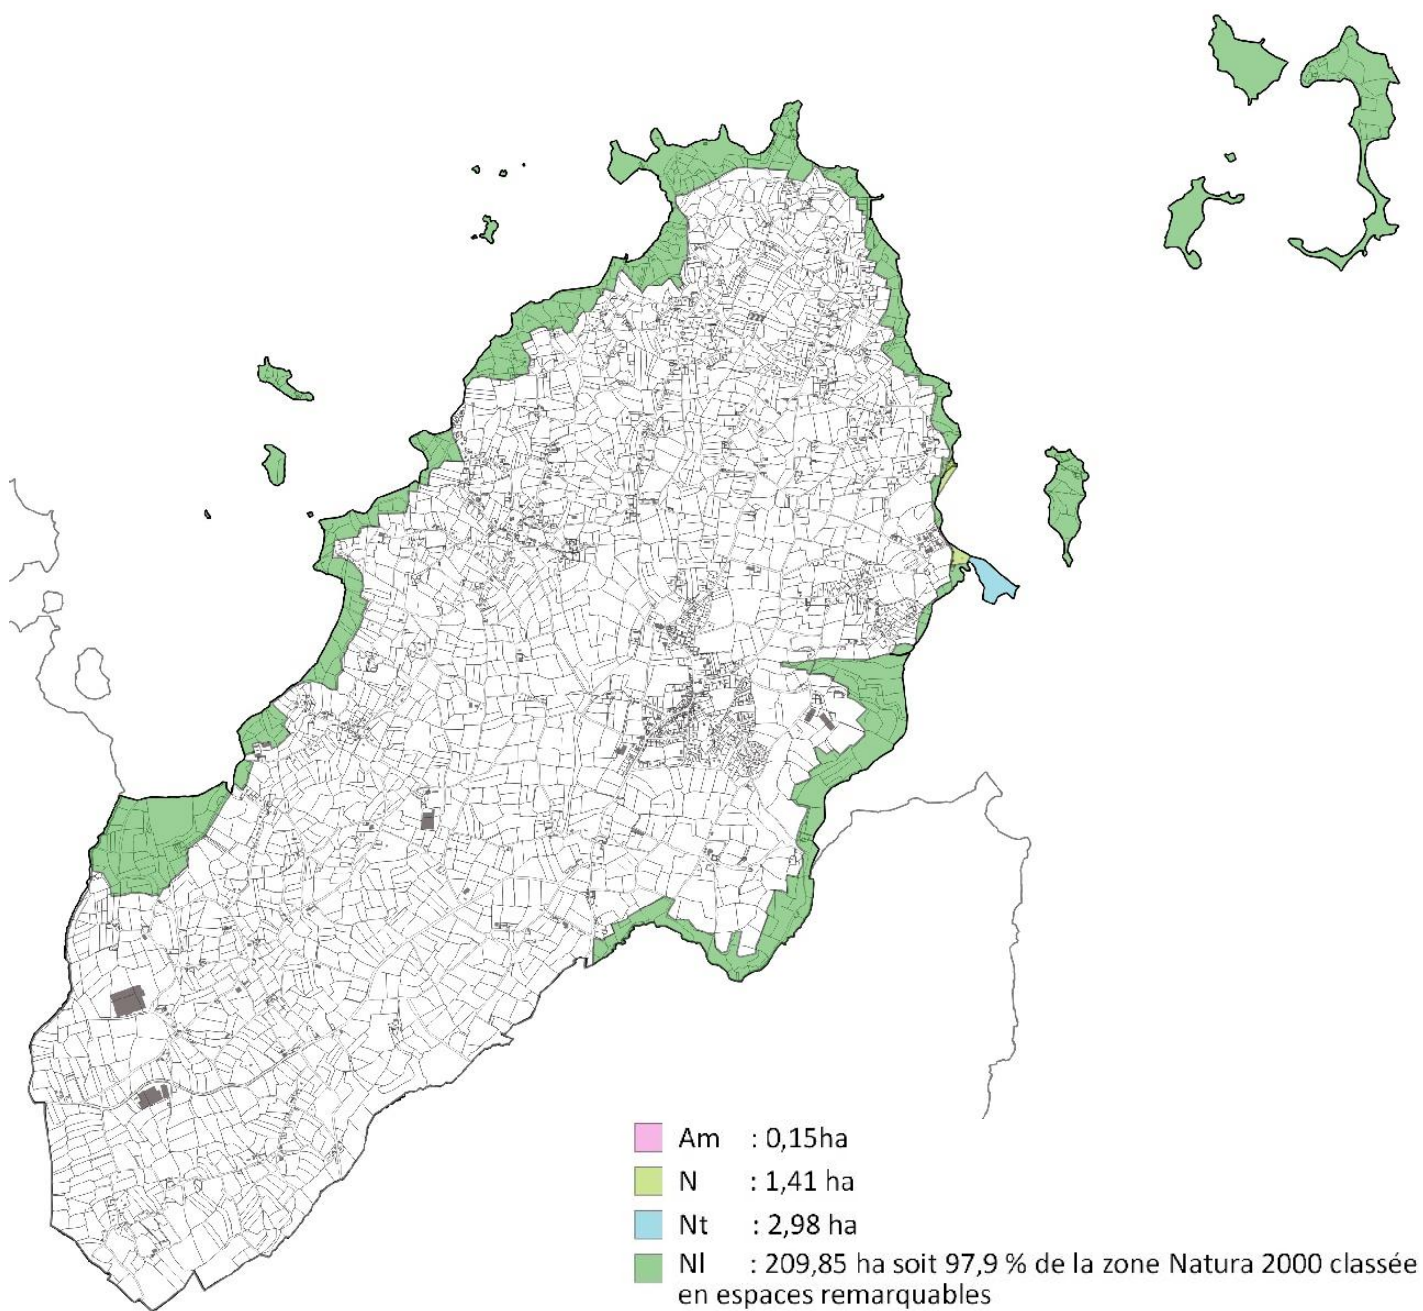 Am : 0,15ha
N : 1,41 ha
Nt : 2,98 ha
Nl : 209,85 ha soit 97,9 % de la zone Natura 2000 classée
en espaces remarquables